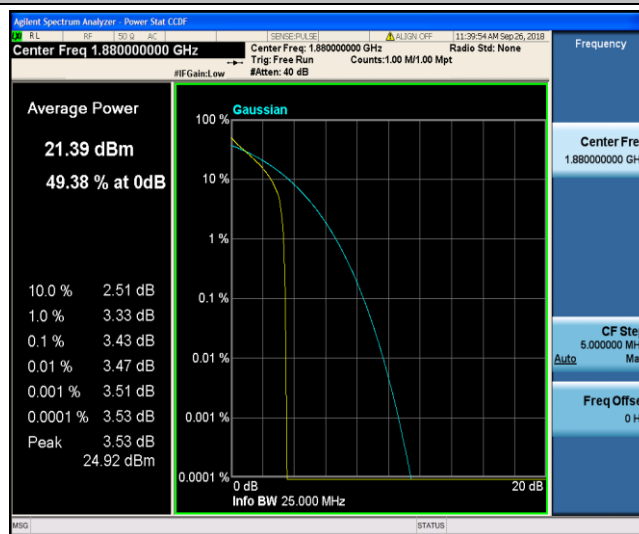 Agilent Spectrum Analyzer - Power Stat CCDF
RL RF 50 Ω AC SENSE:PULSE ALIGN OFF 11:39:54 AM Sep 26, 2018
Center Freq 1.880000000 GHz
Center Freq: 1.880000000 GHz Radio Std: None
Trig: Free Run Counts:1.00 M/1.00 Mpt
#IFGain:Low #Atten: 40 dB
Frequency
Average Power
21.39 dBm
49.38 % at 0dB
10.0 % 2.51 dB
1.0 % 3.33 dB
0.1 % 3.43 dB
0.01 % 3.47 dB
0.001 % 3.51 dB
0.0001 % 3.53 dB
Peak 3.53 dB
24.92 dBm
Gaussian
100 %
10 %
1 %
0.1 %
0.01 %
0.001 %
0.0001 %
0 dB 20 dB
Info BW 25.000 MHz
Center Fre
1.880000000 GH
CF Ste
5.000000 MH
Auto Ma
Freq Offse
0 H
MSG STATUS